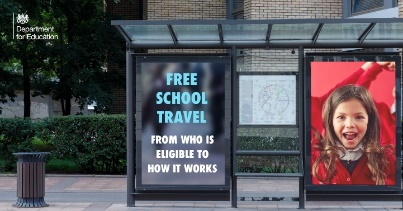 Department
for Education
FREE
SCHOOL
TRAVEL
FROM WHO IS
ELIGIBLE TO
HOW IT WORKS